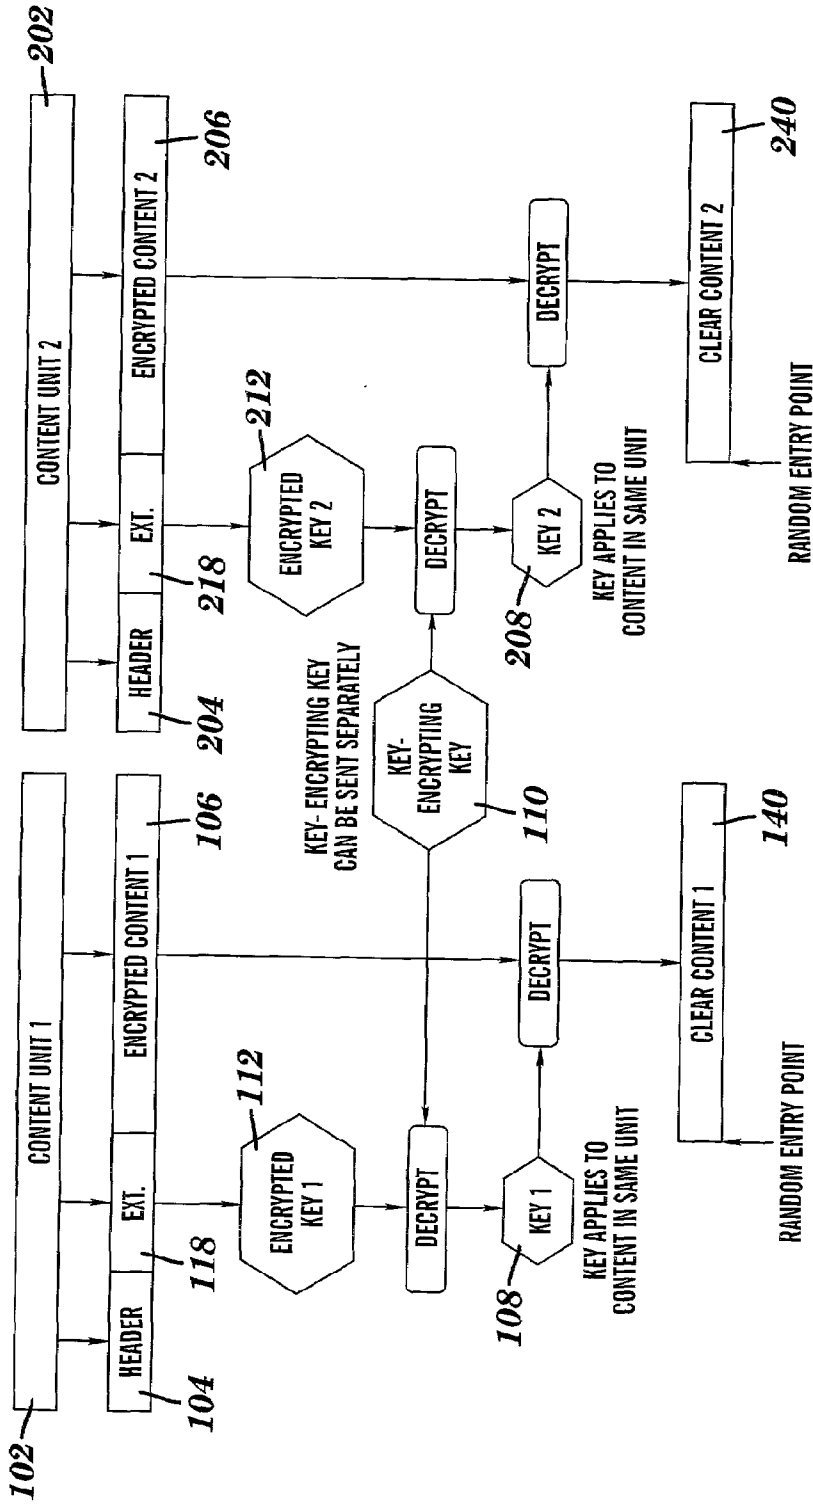 102
CONTENT UNIT 1
202
CONTENT UNIT 2
HEADER
EXT.
ENCRYPTED CONTENT 1
HEADER
EXT.
ENCRYPTED CONTENT 2
104
118
106
204
218
206
112
ENCRYPTED
KEY 1
212
ENCRYPTED
KEY 2
KEY- ENCRYPTING KEY
CAN BE SENT SEPARATELY
DECRYPT
KEY-
ENCRYPTING
KEY
DECRYPT
110
108
KEY 1
DECRYPT
208
KEY 2
DECRYPT
KEY APPLIES TO
CONTENT IN SAME UNIT
KEY APPLIES TO
CONTENT IN SAME UNIT
CLEAR CONTENT 1
140
CLEAR CONTENT 2
240
RANDOM ENTRY POINT
RANDOM ENTRY POINT